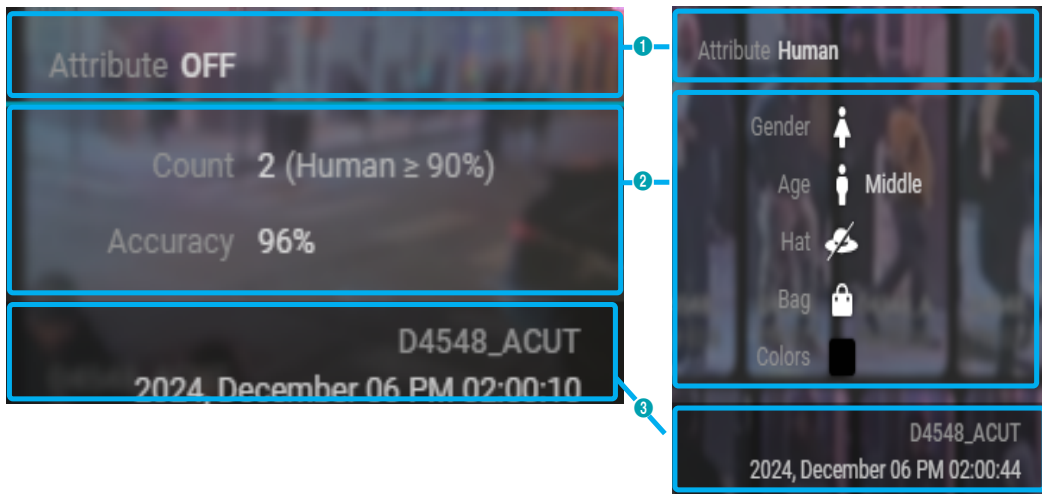 Attribute OFF
Count 2 (Human ≥ 90%)
Accuracy 96%
D4548_ACUT
2024, December 06 PM 02:00:10
1
2
3
Attribute Human
Gender
Age Middle
Hat
Bag
Colors
D4548_ACUT
2024, December 06 PM 02:00:44